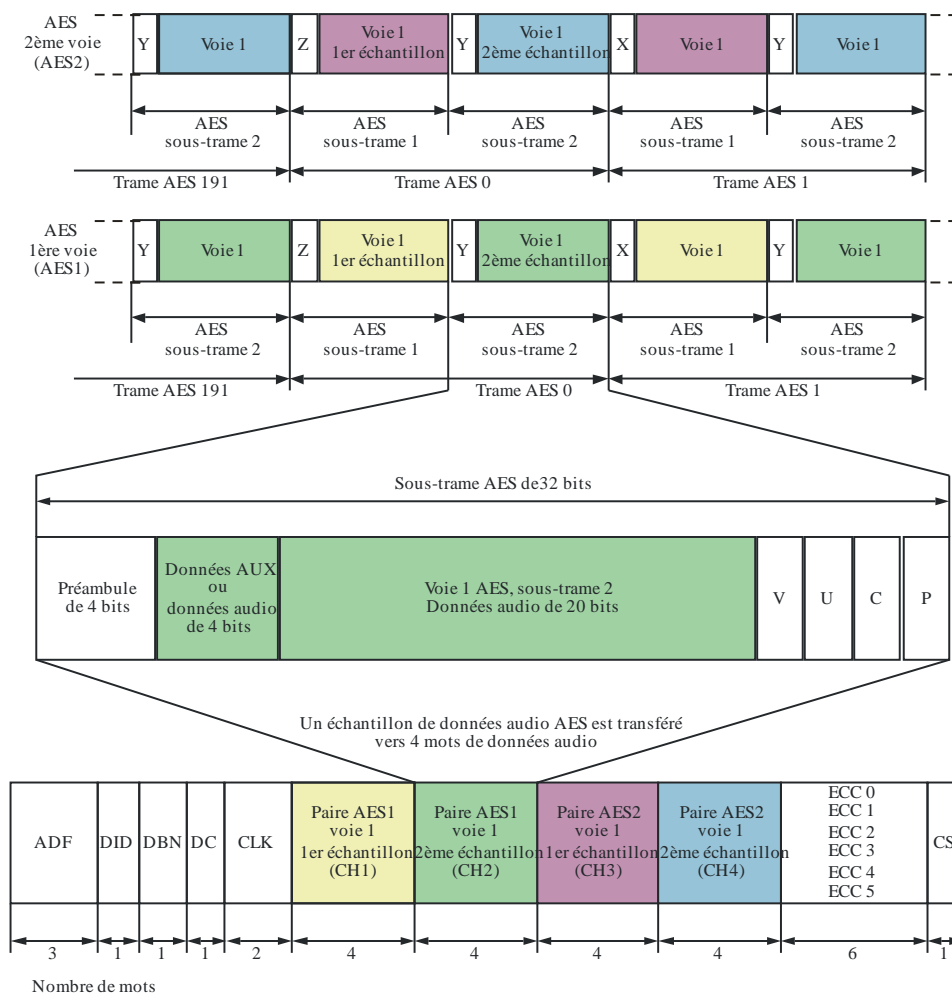 AES
2ème voie
(AES2)
Y
Voie 1
Z
Voie 1
1er échantillon
Y
Voie 1
2ème échantillon
X
Voie 1
Y
Voie 1
AES
sous-trame 2
AES
sous-trame 1
AES
sous-trame 2
AES
sous-trame 1
AES
sous-trame 2
Trame AES 191
Trame AES 0
Trame AES 1
AES
1ère voie
(AES1)
Y
Voie 1
Z
Voie 1
1er échantillon
Y
Voie 1
2ème échantillon
X
Voie 1
Y
Voie 1
AES
sous-trame 2
AES
sous-trame 1
AES
sous-trame 2
AES
sous-trame 1
AES
sous-trame 2
Trame AES 191
Trame AES 0
Trame AES 1
Sous-trame AES de32 bits
Préambule
de 4 bits
Données AUX
ou
données audio
de 4 bits
Voie 1 AES, sous-trame 2
Données audio de 20 bits
V
U
C
P
Un échantillon de données audio AES est transféré
vers 4 mots de données audio
ADF
DID
DBN
DC
CLK
Paire AES1
voie 1
1er échantillon
(CH1)
Paire AES1
voie 1
2ème échantillon
(CH2)
Paire AES2
voie 1
1er échantillon
(CH3)
Paire AES2
voie 1
2ème échantillon
(CH4)
ECC 0
ECC 1
ECC 2
ECC 3
ECC 4
ECC 5
CS
3
1
1
1
2
4
4
4
4
6
1
Nombre de mots